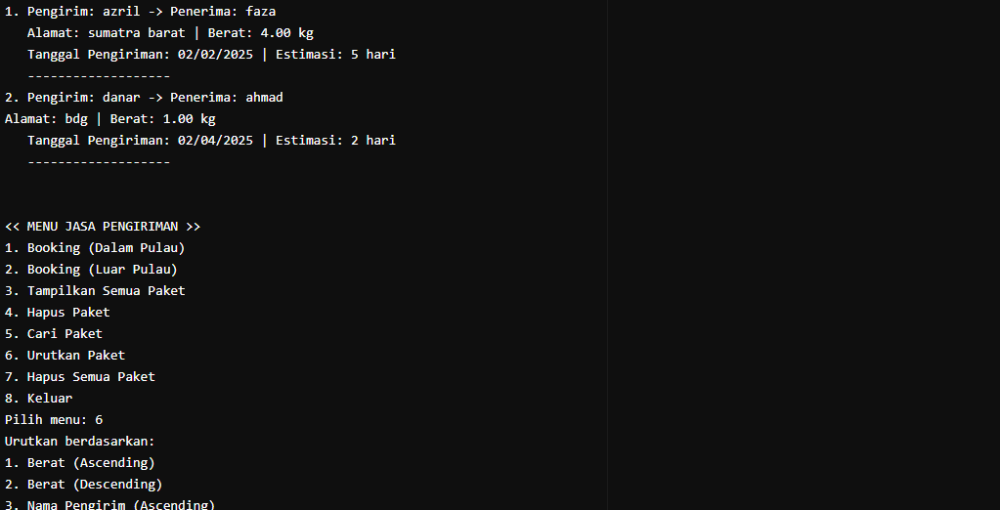 1. Pengirim: azril -> Penerima: faza
   Alamat: sumatra barat | Berat: 4.00 kg
   Tanggal Pengiriman: 02/02/2025 | Estimasi: 5 hari
   -------------------
2. Pengirim: danar -> Penerima: ahmad
Alamat: bdg | Berat: 1.00 kg
   Tanggal Pengiriman: 02/04/2025 | Estimasi: 2 hari
   -------------------
<< MENU JASA PENGIRIMAN >>
1. Booking (Dalam Pulau)
2. Booking (Luar Pulau)
3. Tampilkan Semua Paket
4. Hapus Paket
5. Cari Paket
6. Urutkan Paket
7. Hapus Semua Paket
8. Keluar
Pilih menu: 6
Urutkan berdasarkan:
1. Berat (Ascending)
2. Berat (Descending)
3. Nama Pengirim (Ascending)